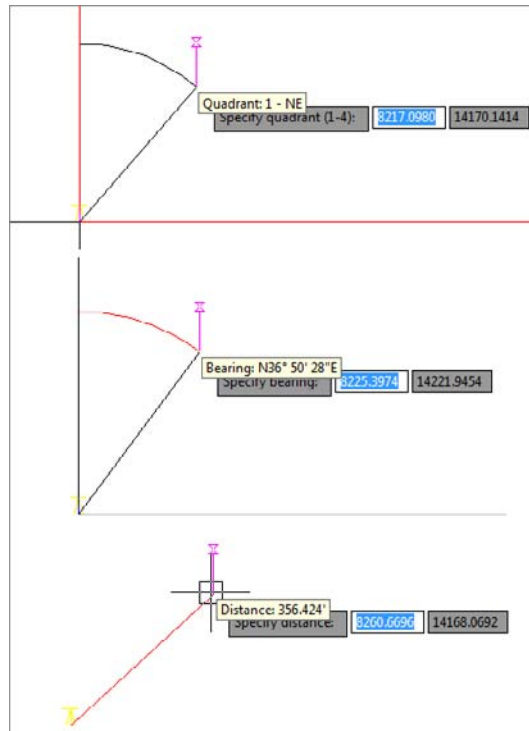 Quadrant: 1 - NE
Specify quadrant (1-4): 8217.0980 14170.1414
Bearing: N36° 50' 28"E
Specify bearing: 8225.3974 14221.9454
Distance: 356.424'
Specify distance: 8260.6696 14168.0692